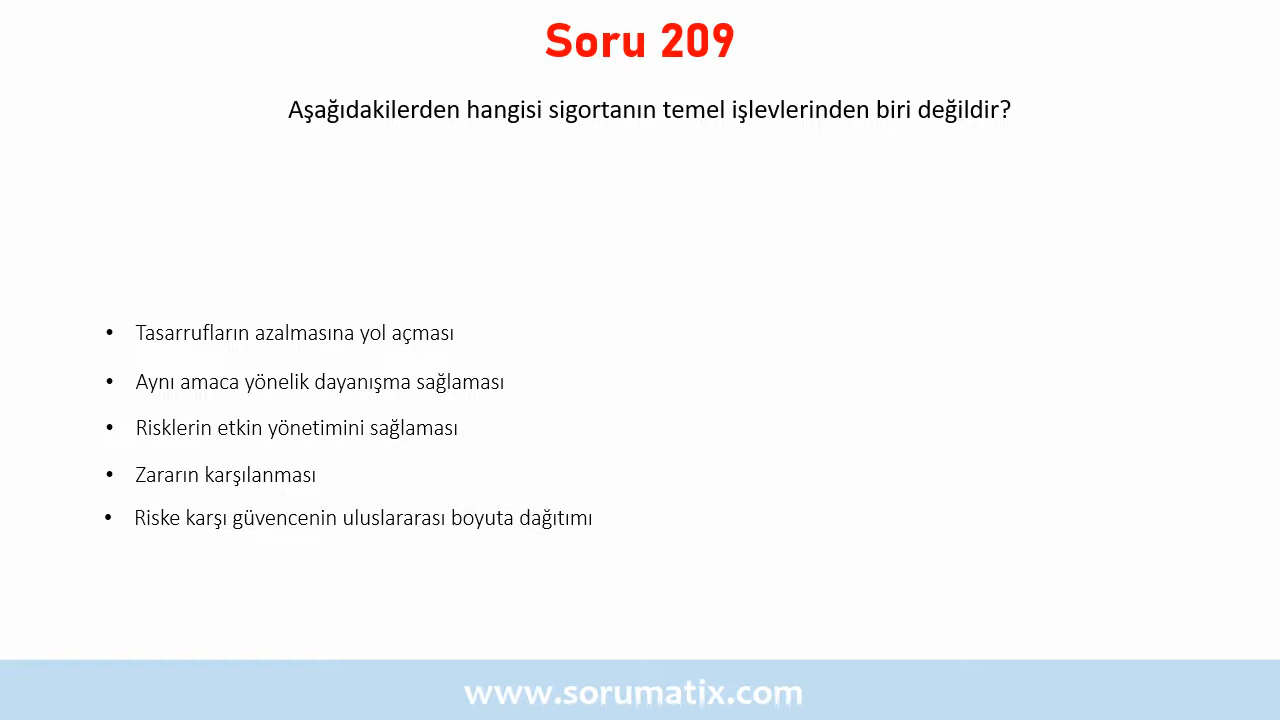 Soru 209
Aşağıdakilerden hangisi sigortanın temel işlevlerinden biri değildir?
• Tasarrufların azalmasına yol açması
• Aynı amaca yönelik dayanışma sağlaması
• Risklerin etkin yönetimini sağlaması
• Zararın karşılanması
• Riske karşı güvencenin uluslararası boyuta dağıtımı
www.sorumatix.com